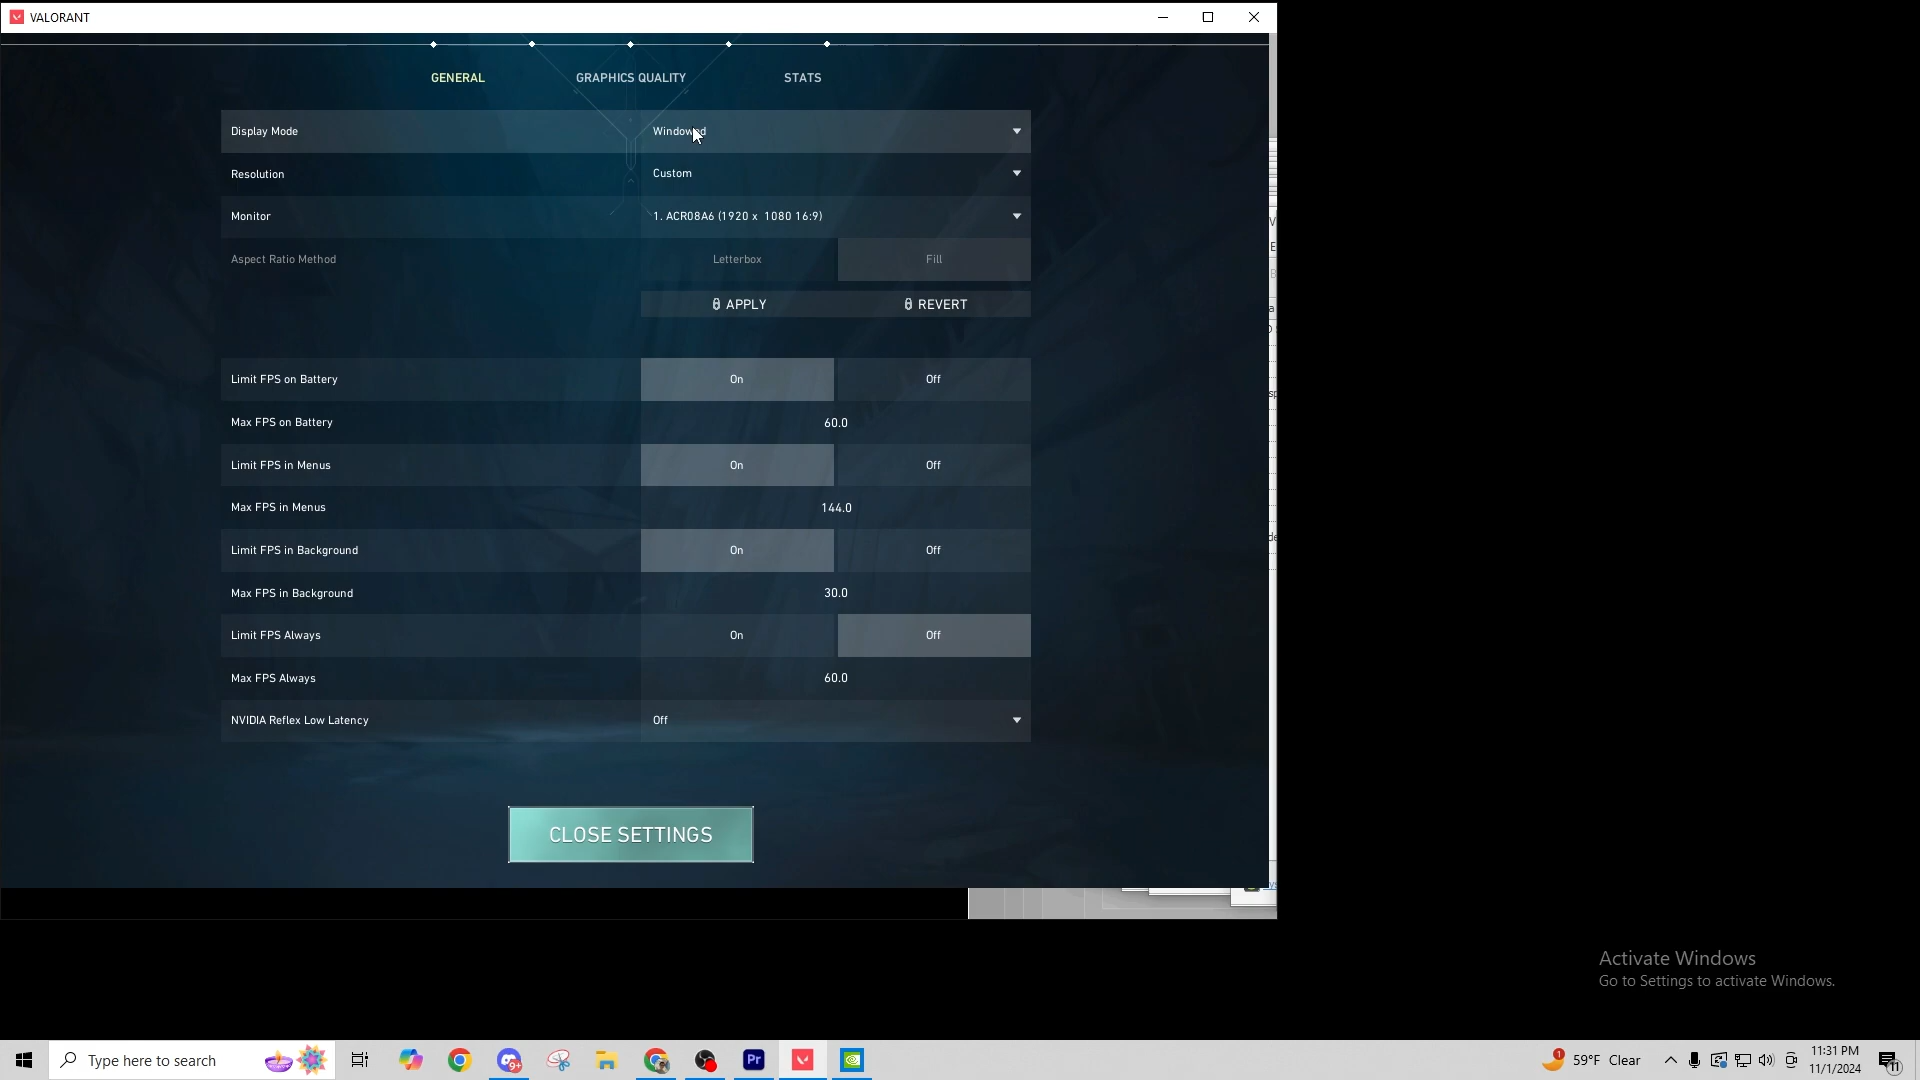 VALORANT
GENERAL GRAPHICS QUALITY STATS
Display Mode Windowed
Resolution Custom
Monitor 1. ACR08A6 (1920 x 1080 16:9)
Aspect Ratio Method Letterbox Fill
APPLY REVERT
Limit FPS on Battery On Off
Max FPS on Battery 60.0
Limit FPS in Menus On Off
Max FPS in Menus 144.0
Limit FPS in Background On Off
Max FPS in Background 30.0
Limit FPS Always On Off
Max FPS Always 60.0
NVIDIA Reflex Low Latency Off
CLOSE SETTINGS
Activate Windows
Go to Settings to activate Windows.
Type here to search
9+
Pr
1
59°F Clear
11:31 PM
11/1/2024
11